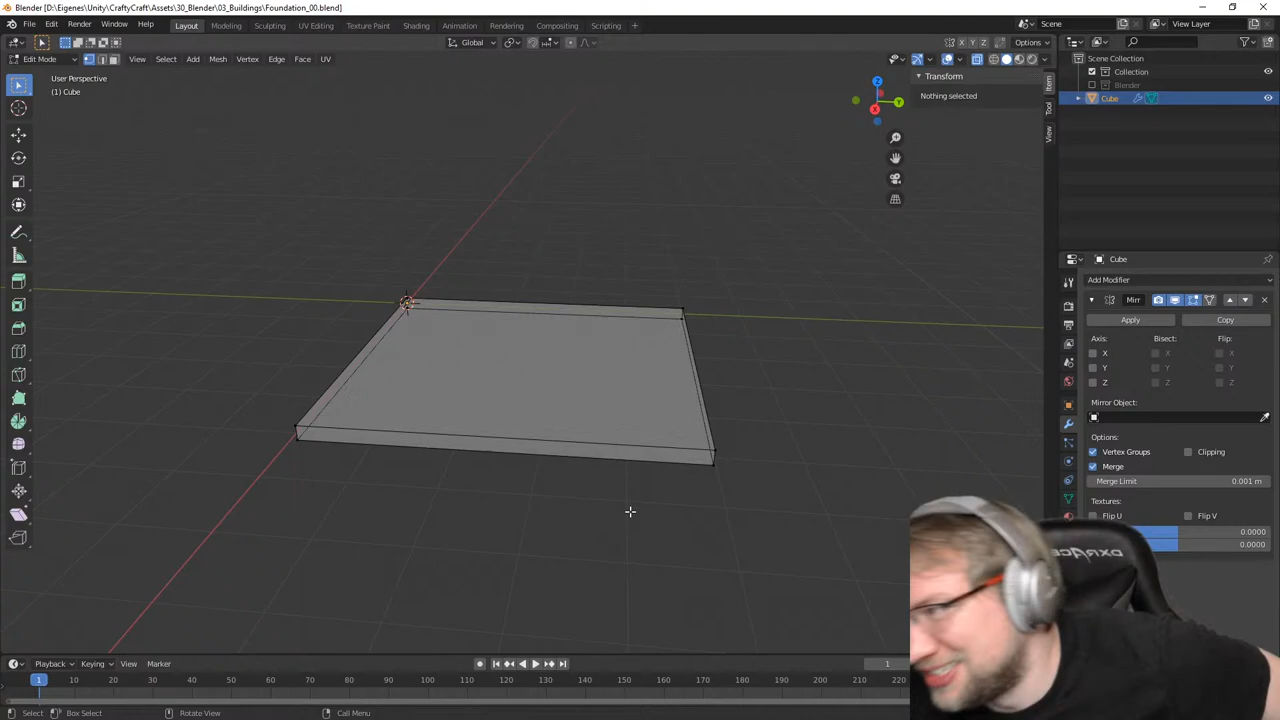 Blender [D:\Eigenes\Unity\CraftyCraft\Assets\30_Blender\03_Buildings\Foundation_00.blend]
File Edit Render Window Help Layout Modeling Sculpting UV Editing Texture Paint Shading Animation Rendering Compositing Scripting + Scene View Layer
Global Options
Edit Mode View Select Add Mesh Vertex Edge Face UV
User Perspective
(1) Cube
Transform
Nothing selected
Item
Tool
View
X Y Z
Scene Collection
Collection
Blender
Cube
Cube
Add Modifier
Mirr
Apply Copy
Axis: Bisect: Flip:
X X X
Y Y Y
Z Z Z
Mirror Object:
Options:
Vertex Groups Clipping
Merge
Merge Limit 0.001 m
Textures:
Flip U Flip V
0.0000
0.0000
DXRACER
Playback Keying View Marker 1
1 10 20 30 40 50 60 70 80 90 100 110 120 130 140 150 160 170 180 190 200 210 220
Select Box Select Rotate View Call Menu